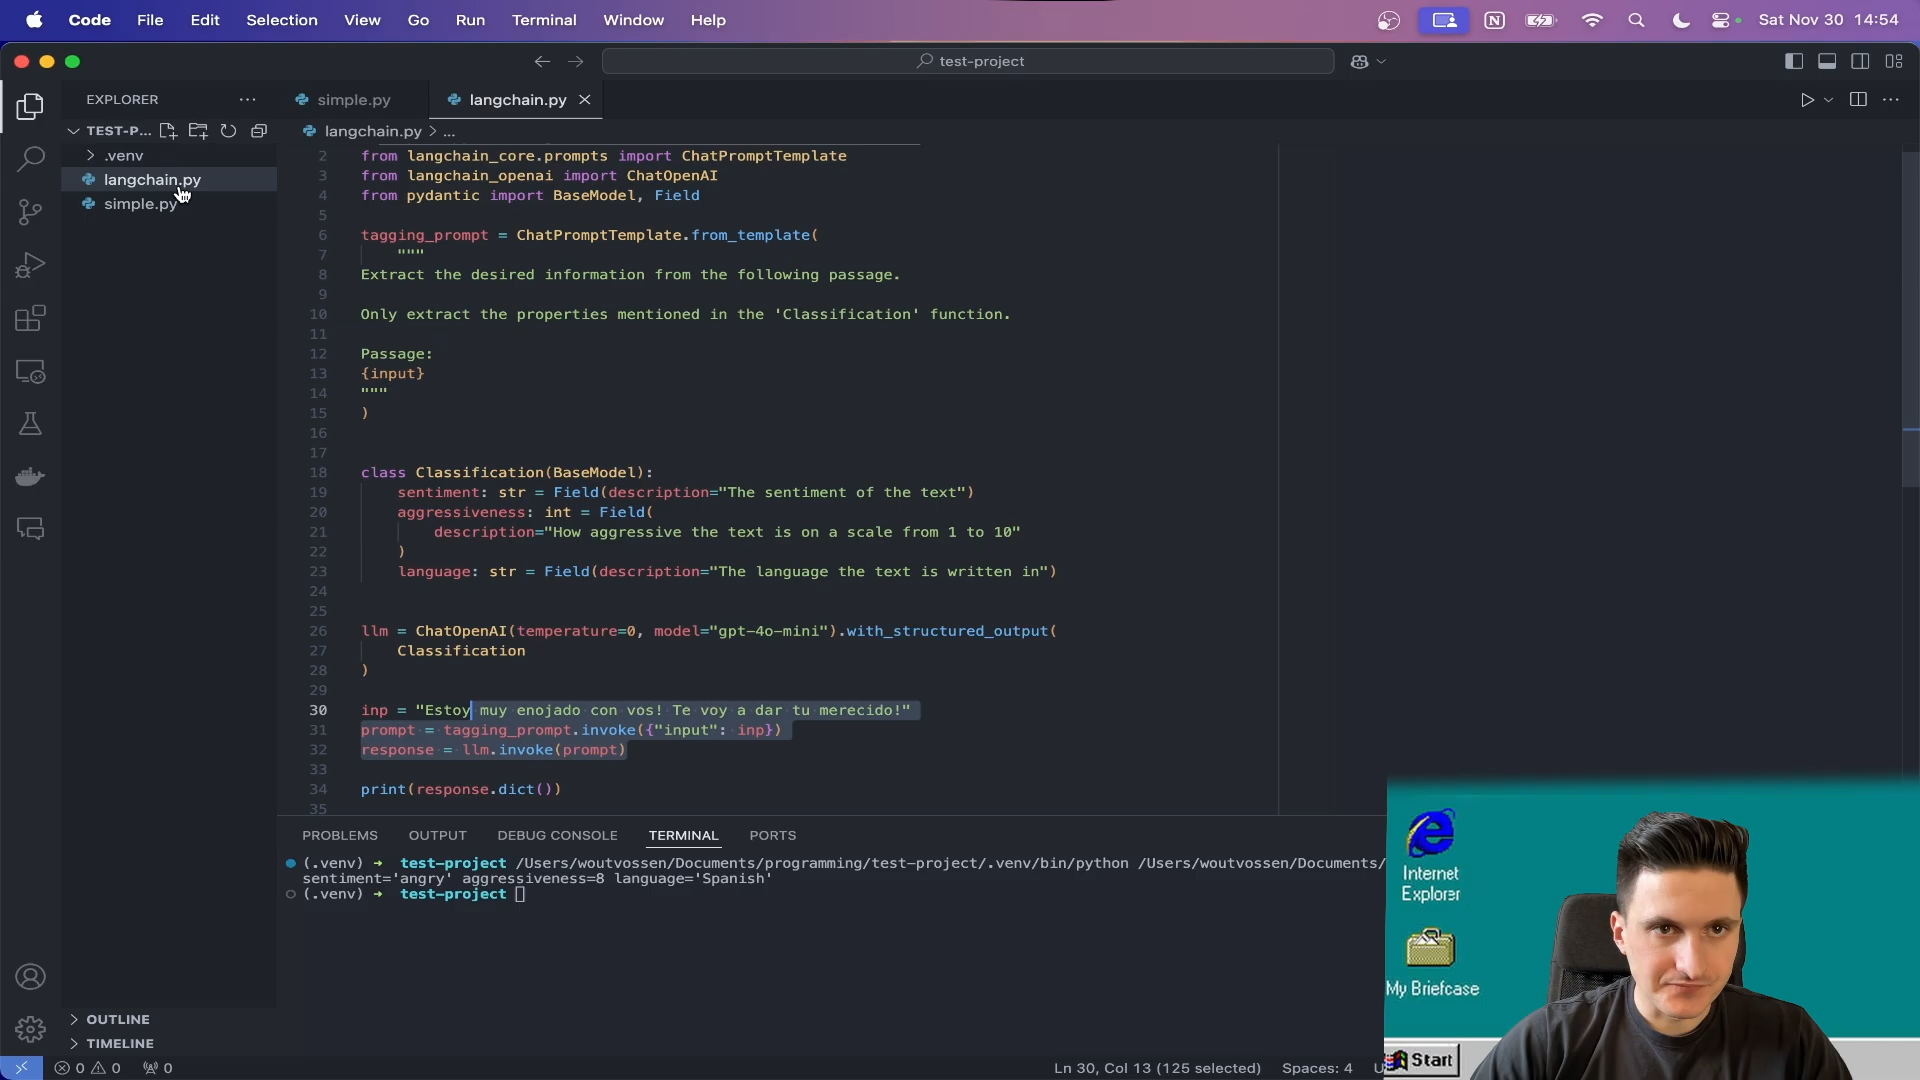 Code File Edit Selection View Go Run Terminal Window Help
Sat Nov 30 14:54
test-project
EXPLORER
simple.py
langchain.py
TEST-P...
langchain.py > ...
.venv
langchain.py
simple.py
2 from langchain_core.prompts import ChatPromptTemplate
3 from langchain_openai import ChatOpenAI
4 from pydantic import BaseModel, Field
5
6 tagging_prompt = ChatPromptTemplate.from_template(
7 """
8 Extract the desired information from the following passage.
9
10 Only extract the properties mentioned in the 'Classification' function.
11
12 Passage:
13 {input}
14 """
15 )
16
17
18 class Classification(BaseModel):
19 sentiment: str = Field(description="The sentiment of the text")
20 aggressiveness: int = Field(
21 description="How aggressive the text is on a scale from 1 to 10"
22 )
23 language: str = Field(description="The language the text is written in")
24
25
26 llm = ChatOpenAI(temperature=0, model="gpt-4o-mini").with_structured_output(
27 Classification
28 )
29
30 inp = "Estoy muy enojado con vos! Te voy a dar tu merecido!"
31 prompt = tagging_prompt.invoke({"input": inp})
32 response = llm.invoke(prompt)
33
34 print(response.dict())
35
PROBLEMS OUTPUT DEBUG CONSOLE TERMINAL PORTS
(.venv) → test-project /Users/woutvossen/Documents/programming/test-project/.venv/bin/python /Users/woutvossen/Documents/
sentiment='angry' aggressiveness=8 language='Spanish'
(.venv) → test-project
Internet
Explorer
My Briefcase
Start
OUTLINE
TIMELINE
0 0 0
Ln 30, Col 13 (125 selected) Spaces: 4